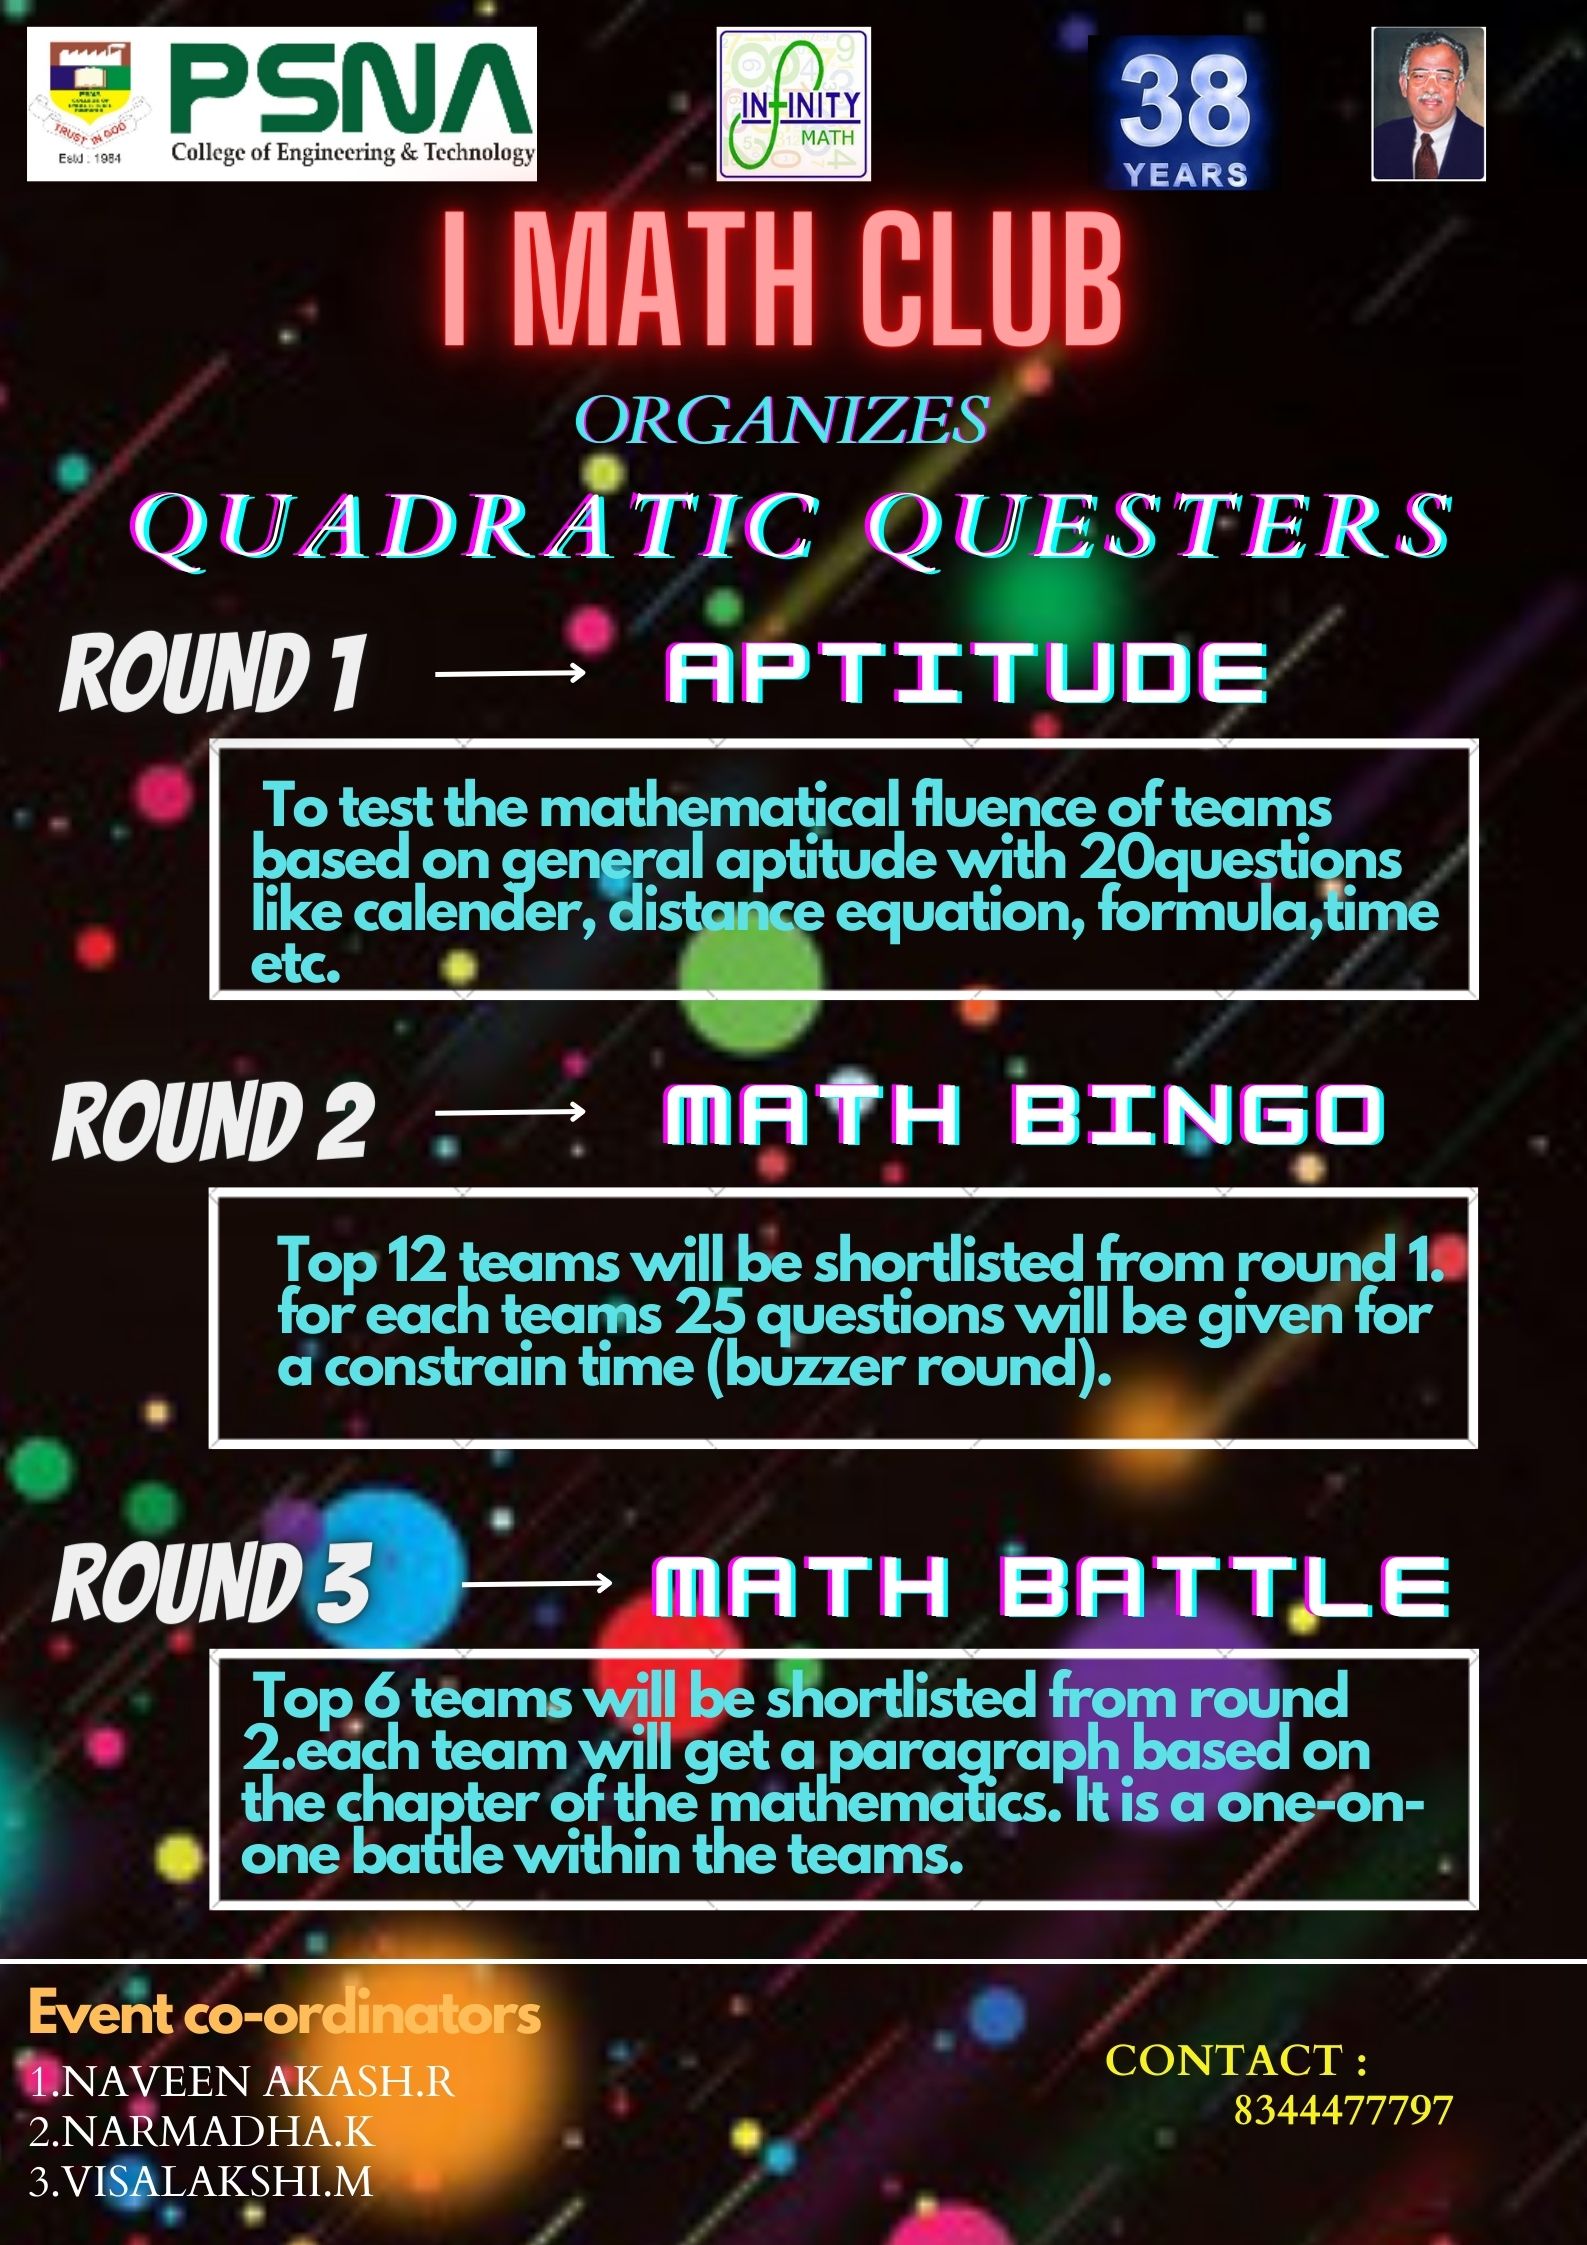 PSNA
College of Engineering & Technology
TRUST IN GOD
Estd : 1984
INFINITY
MATH
38
YEARS
I MATH CLUB
ORGANIZES
QUADRATIC QUESTERS
ROUND 1
APTITUDE
To test the mathematical fluence of teams
based on general aptitude with 20questions
like calender, distance equation, formula,time
etc.
ROUND 2
MATH BINGO
Top 12 teams will be shortlisted from round 1.
for each teams 25 questions will be given for
a constrain time (buzzer round).
ROUND 3
MATH BATTLE
Top 6 teams will be shortlisted from round
2.each team will get a paragraph based on
the chapter of the mathematics. It is a one-on-
one battle within the teams.
Event co-ordinators
1.NAVEEN AKASH.R
2.NARMADHA.K
3.VISALAKSHI.M
CONTACT :
8344477797